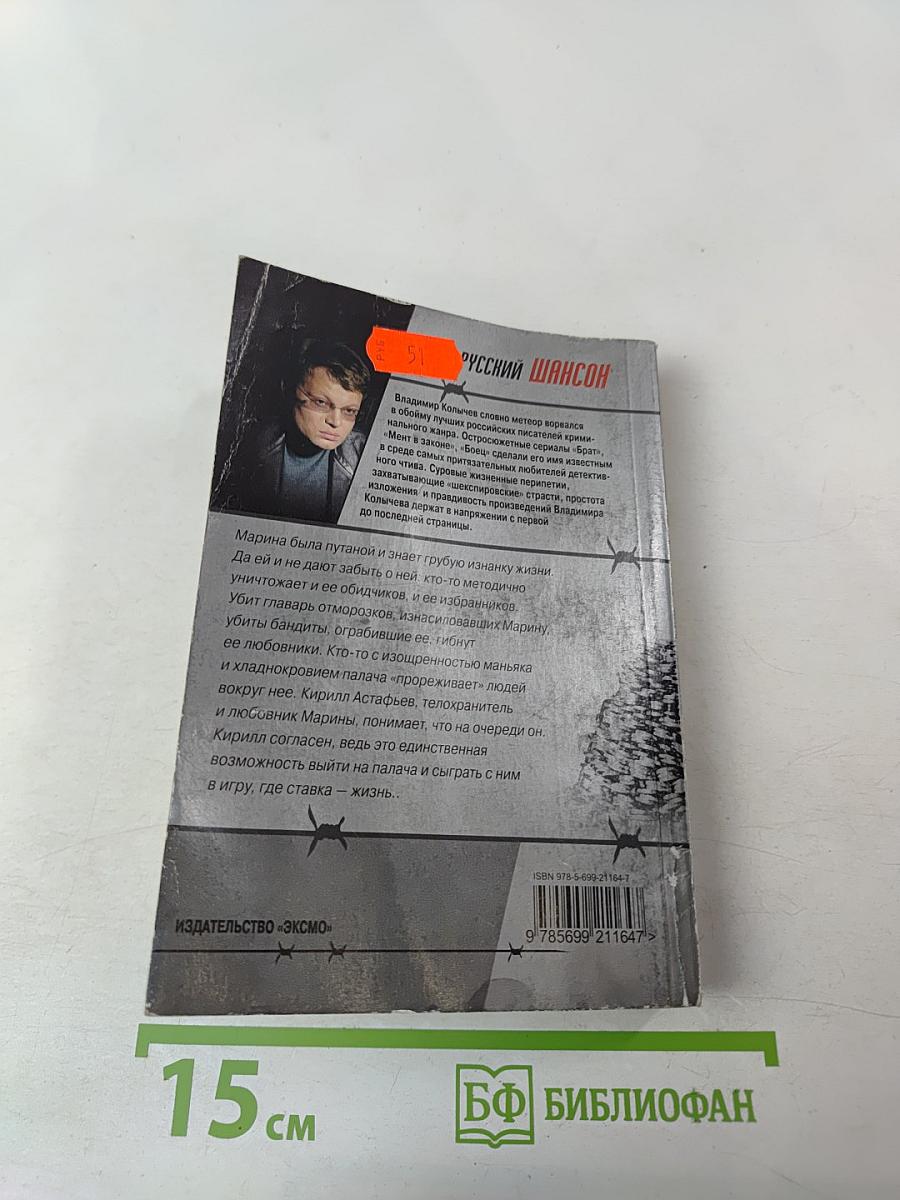 РУБ 51
РУССКИЙ ШАНСОН
Владимир Колычев словно метеор ворвался
в обойму лучших российских писателей крими-
нального жанра. Остросюжетные сериалы «Брат»,
«Мент в законе», «Боец» сделали его имя известным
в среде самых притязательных любителей детектив-
ного чтива. Суровые жизненные перипетии,
захватывающие «шекспировские» страсти, простота
изложения и правдивость произведений Владимира
Колычева держат в напряжении с первой
до последней страницы.
Марина была путаной и знает грубую изнанку жизни.
Да ей и не дают забыть о ней: кто-то методично
уничтожает и ее обидчиков, и ее избранников.
Убит главарь отморозков, изнасиловавших Марину,
убиты бандиты, ограбившие ее, гибнут
ее любовники. Кто-то с изощренностью маньяка
и хладнокровием палача «прореживает» людей
вокруг нее. Кирилл Астафьев, телохранитель
и любовник Марины, понимает, что на очереди он.
Кирилл согласен, ведь это единственная
возможность выйти на палача и сыграть с ним
в игру, где ставка — жизнь..
ISBN 978-5-699-21164-7
9 785699 211647 >
ИЗДАТЕЛЬСТВО «ЭКСМО»
15 см
БФ БИБЛИОФАН